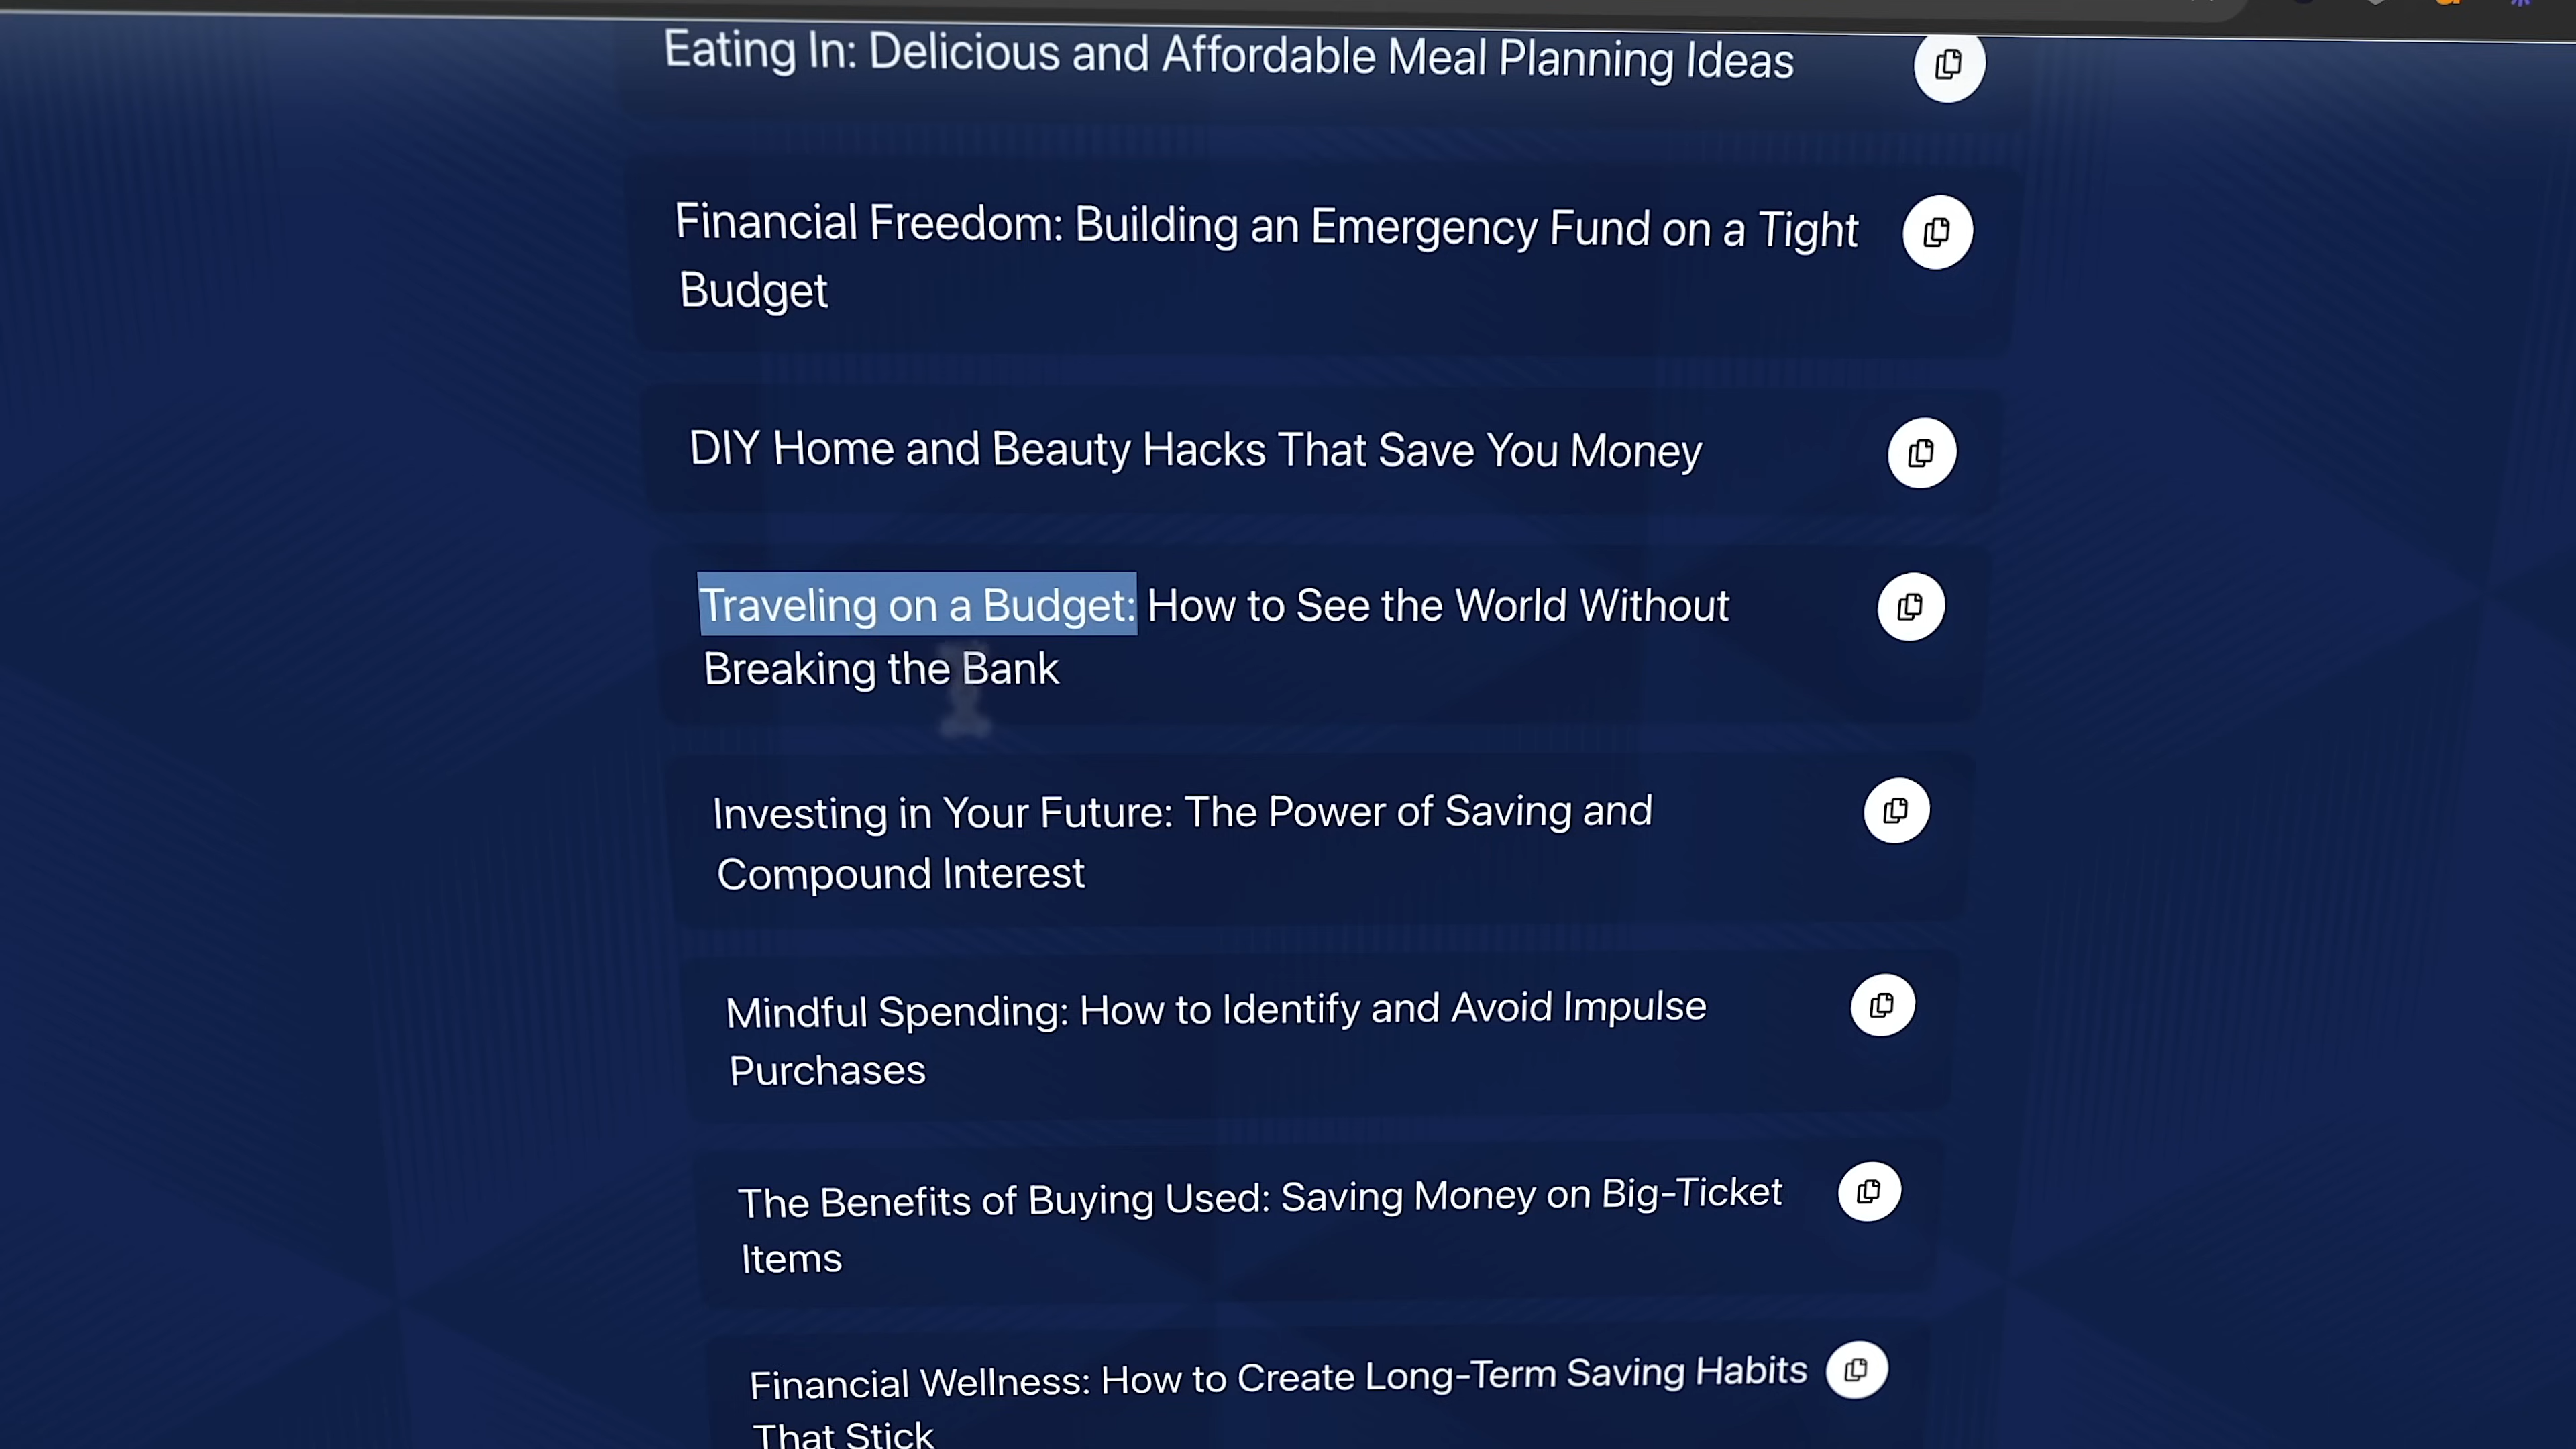 Eating In: Delicious and Affordable Meal Planning Ideas
Financial Freedom: Building an Emergency Fund on a Tight
Budget
DIY Home and Beauty Hacks That Save You Money
Traveling on a Budget: How to See the World Without
Breaking the Bank
Investing in Your Future: The Power of Saving and
Compound Interest
Mindful Spending: How to Identify and Avoid Impulse
Purchases
The Benefits of Buying Used: Saving Money on Big-Ticket
Items
Financial Wellness: How to Create Long-Term Saving Habits
That Stick